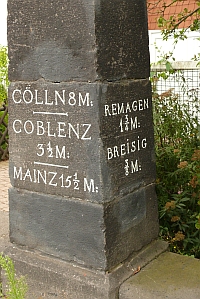 CÖLLN 8 M:
COBLENZ
3½ M:
MAINZ 15½ M:
REMAGEN
1¾ M:
BREISIG
¾ M: